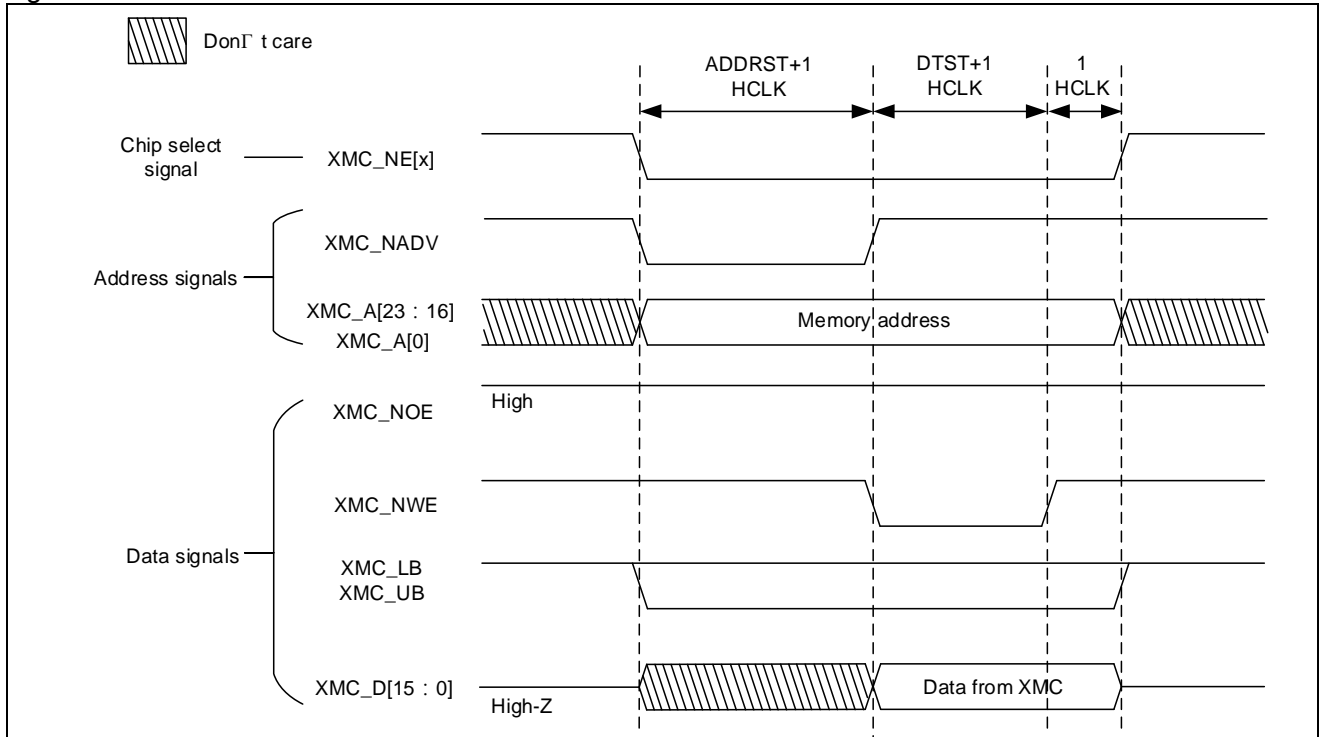 DonΓ t care
ADDRST+1
HCLK
DTST+1
HCLK
1
HCLK
Chip select
signal
XMC_NE[x]
Address signals
XMC_NADV
XMC_A[23 : 16]
XMC_A[0]
Memory address
Data signals
XMC_NOE
High
XMC_NWE
XMC_LB
XMC_UB
XMC_D[15 : 0]
High-Z
Data from XMC